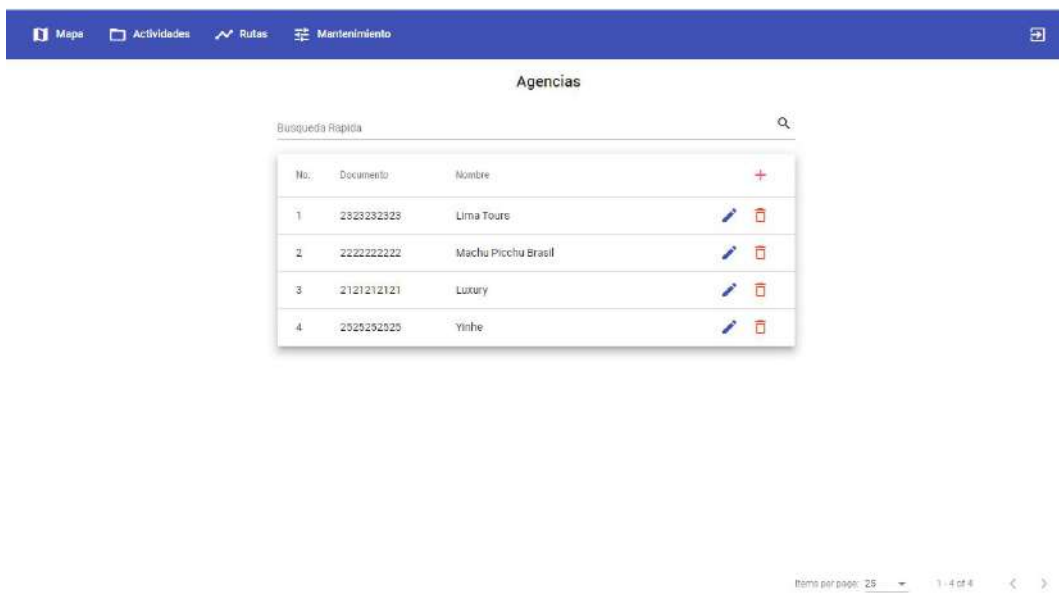 Mapa Actividades Rutas Mantenimiento
Agencias
Busqueda Rapida
No. Documento Nombre
1 2323232323 Lima Tours
2 2222222222 Machu Picchu Brasil
3 2121212121 Luxury
4 2525252525 Yinhe
Items per page: 25 1 - 4 of 4